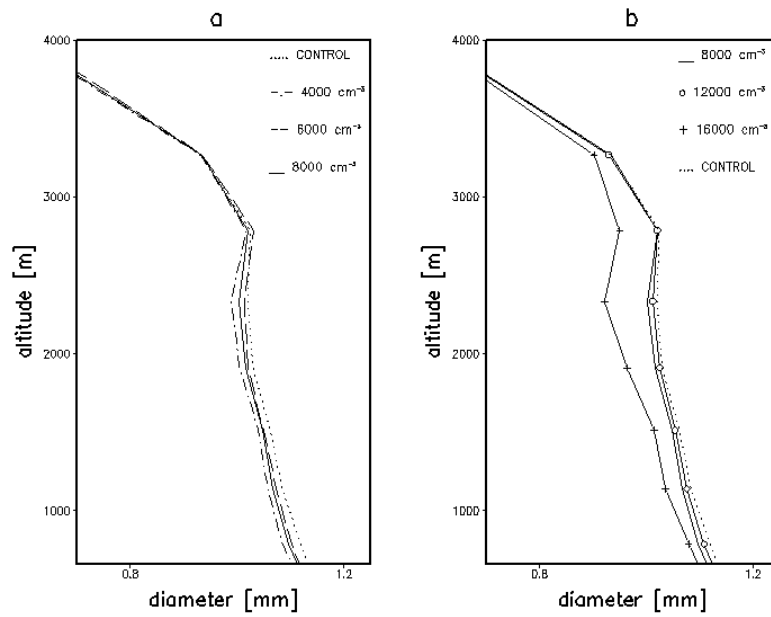 a
4000
3000
2000
1000
0.8
1.2
altitude [m]
diameter [mm]
CONTROL
4000 cm⁻³
6000 cm⁻³
8000 cm⁻³
b
4000
3000
2000
1000
0.8
1.2
altitude [m]
diameter [mm]
8000 cm⁻³
12000 cm⁻³
16000 cm⁻³
CONTROL